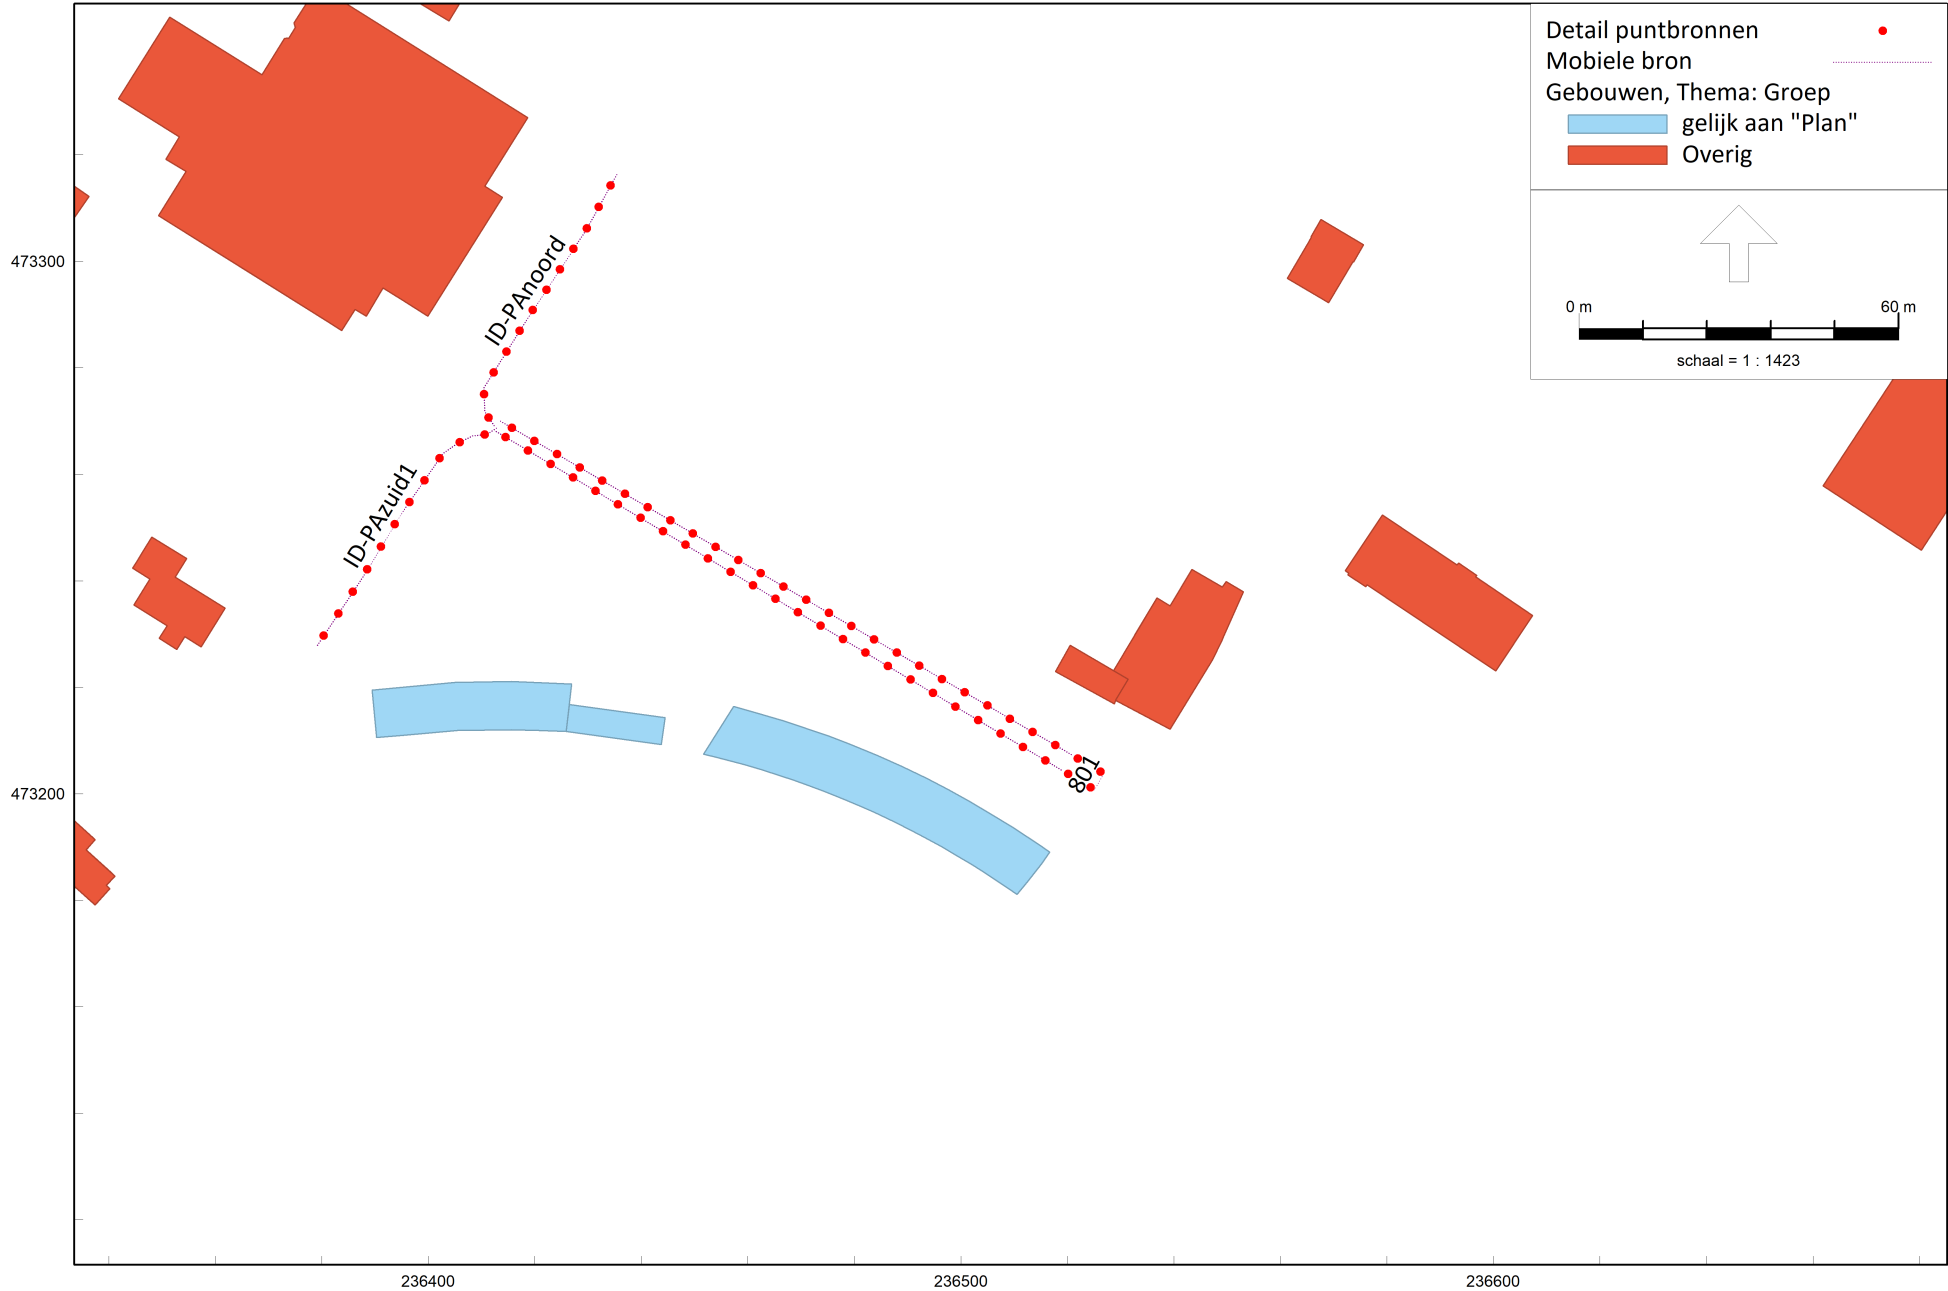 Detail puntbronnen
Mobiele bron
Gebouwen, Thema: Groep
gelijk aan "Plan"
Overig
0 m 60 m
schaal = 1 : 1423
ID-PAnoord
ID-PAzuid1
801
473300
473200
236400 236500 236600